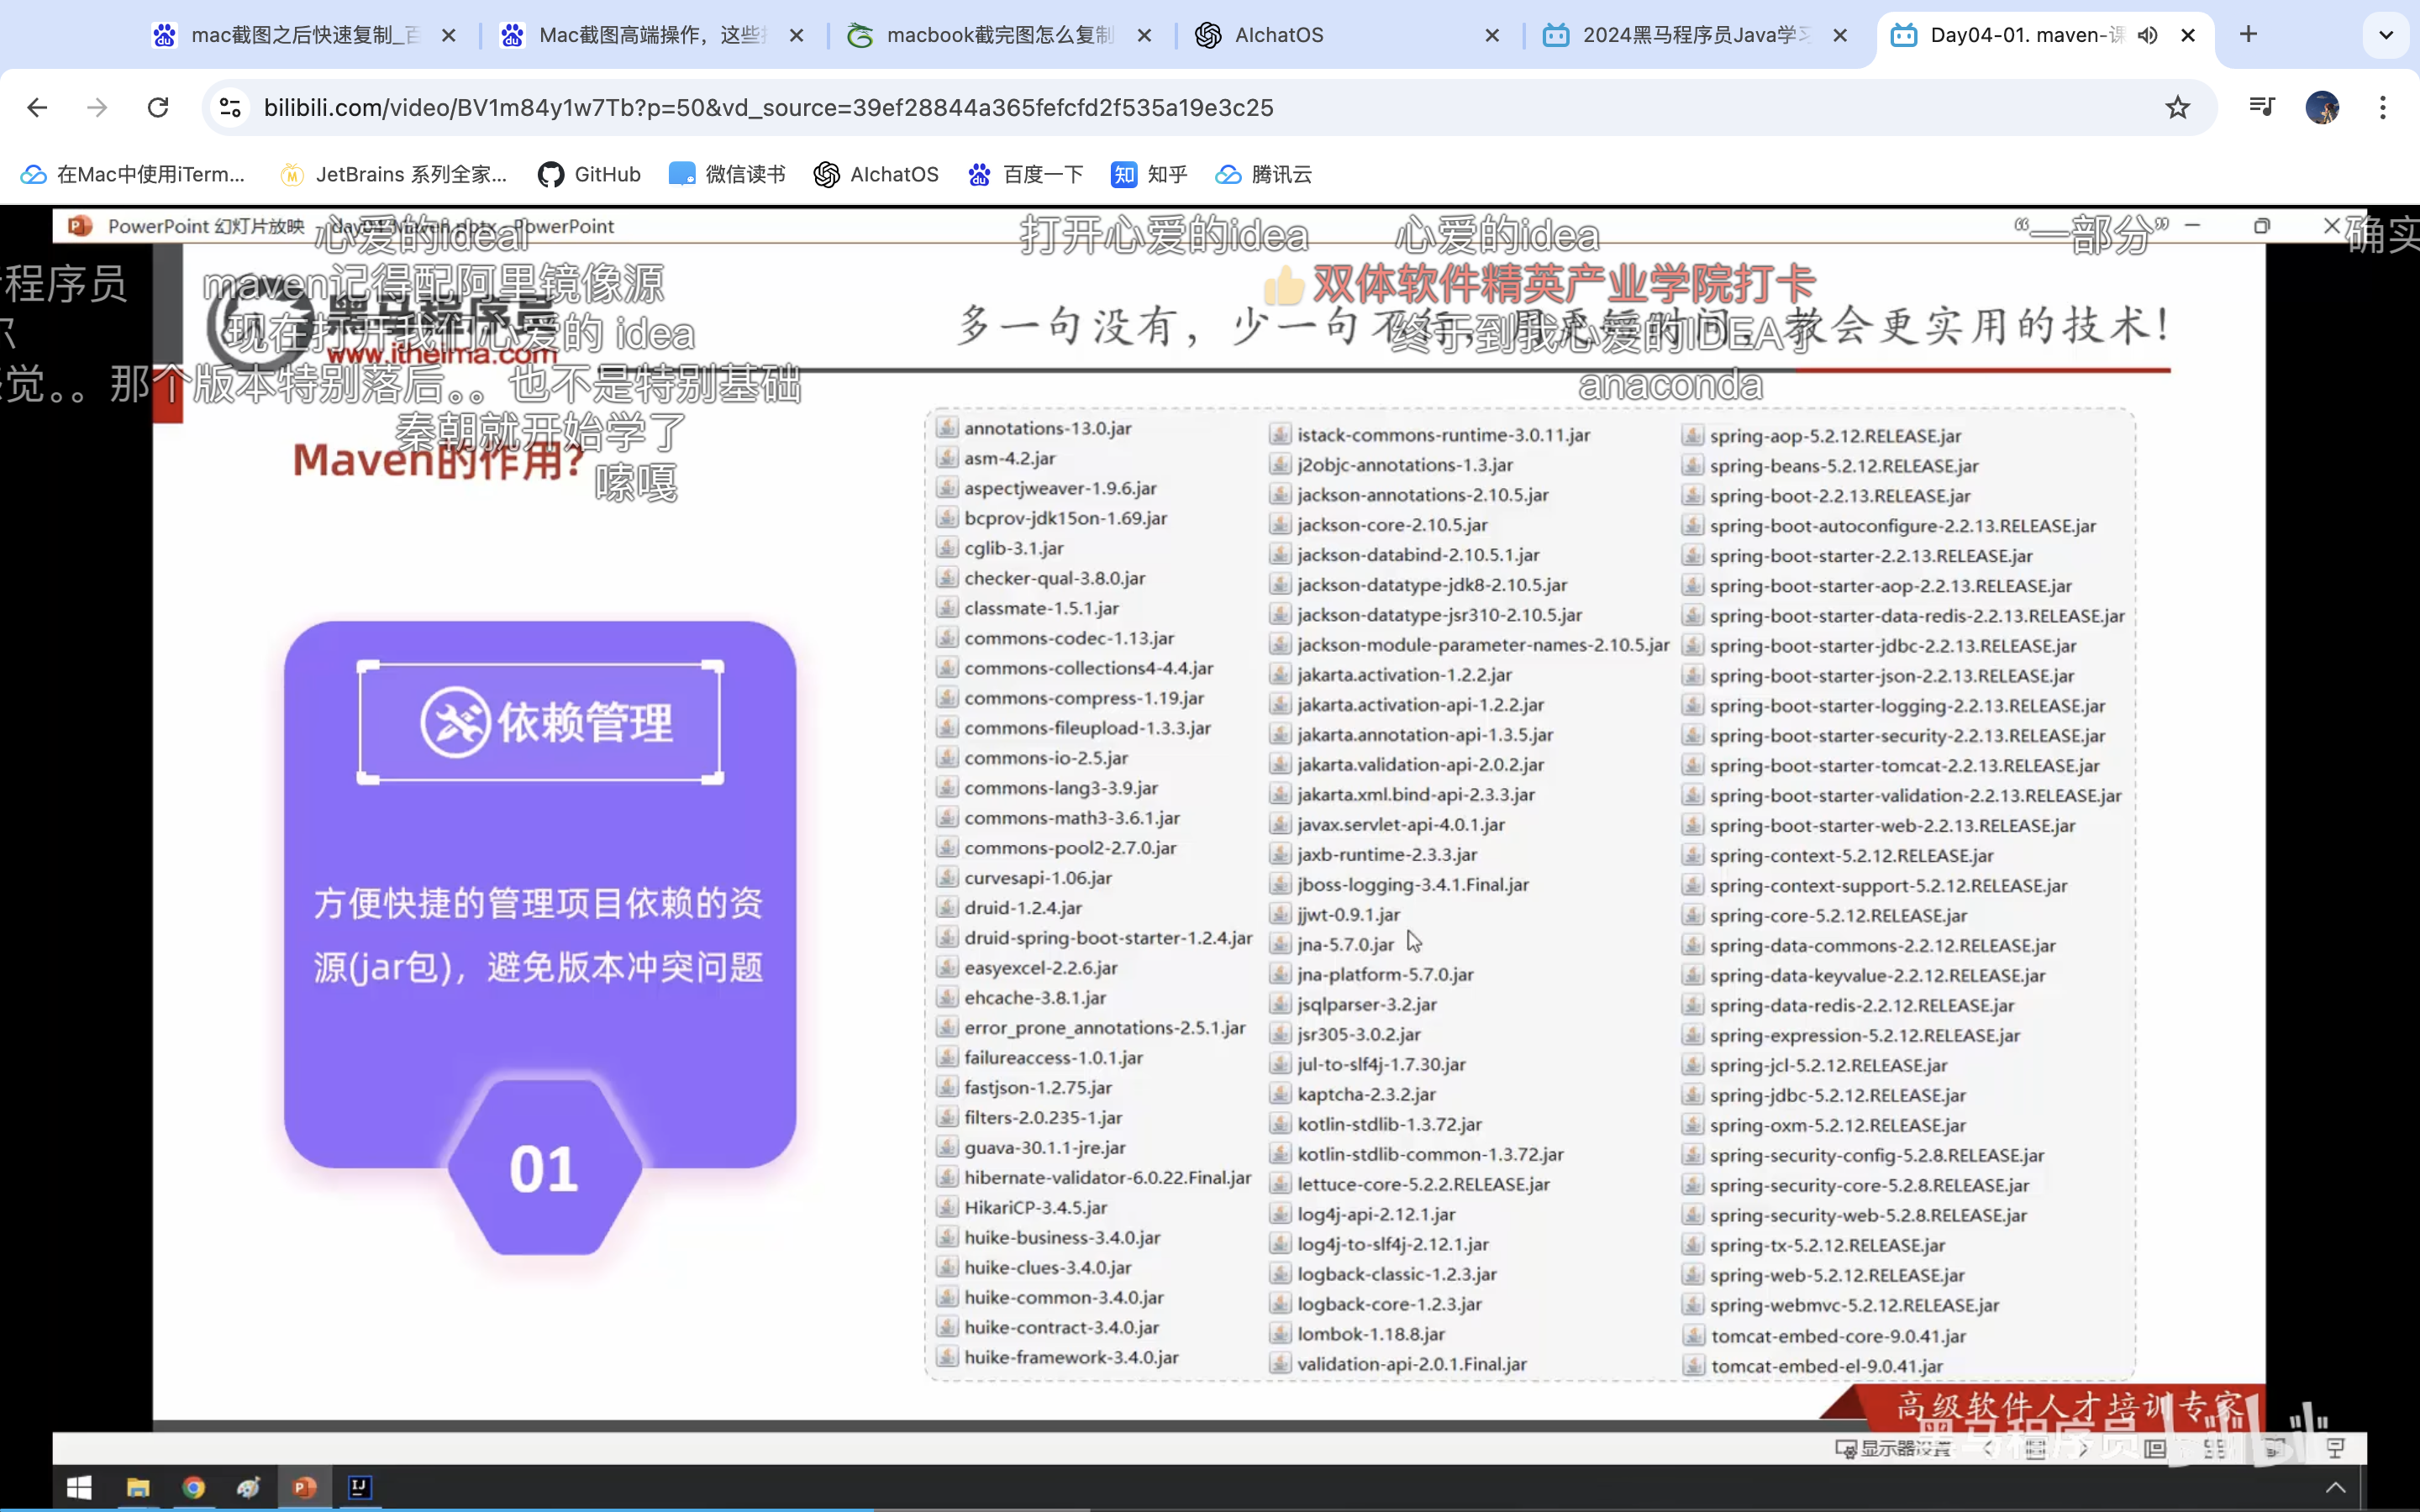 mac截图之后快速复制_百
Mac截图高端操作，这些
macbook截完图怎么复制
AIchatOS
2024黑马程序员Java学习
Day04-01. maven-课
bilibili.com/video/BV1m84y1w7Tb?p=50&vd_source=39ef28844a365fefcfd2f535a19e3c25
在Mac中使用iTerm...
JetBrains 系列全家...
GitHub
微信读书
AIchatOS
百度一下
知乎
腾讯云
PowerPoint 幻灯片放映 - day04-Maven.pptx - PowerPoint
心爱的ideal
打开心爱的idea
心爱的idea
“一部分”
确实
程序员
maven记得配阿里镜像源
双体软件精英产业学院打卡
黑马程序员
www.itheima.com
现在打开我们心爱的 idea
多一句没有，少一句不行，用更短时间，教会更实用的技术！
终于到我心爱的IDEA了
觉。。那个版本特别落后。。也不是特别基础
anaconda
秦朝就开始学了
Maven的作用?
嗦嘎
依赖管理
方便快捷的管理项目依赖的资
源(jar包)，避免版本冲突问题
01
annotations-13.0.jar
asm-4.2.jar
aspectjweaver-1.9.6.jar
bcprov-jdk15on-1.69.jar
cglib-3.1.jar
checker-qual-3.8.0.jar
classmate-1.5.1.jar
commons-codec-1.13.jar
commons-collections4-4.4.jar
commons-compress-1.19.jar
commons-fileupload-1.3.3.jar
commons-io-2.5.jar
commons-lang3-3.9.jar
commons-math3-3.6.1.jar
commons-pool2-2.7.0.jar
curvesapi-1.06.jar
druid-1.2.4.jar
druid-spring-boot-starter-1.2.4.jar
easyexcel-2.2.6.jar
ehcache-3.8.1.jar
error_prone_annotations-2.5.1.jar
failureaccess-1.0.1.jar
fastjson-1.2.75.jar
filters-2.0.235-1.jar
guava-30.1.1-jre.jar
hibernate-validator-6.0.22.Final.jar
HikariCP-3.4.5.jar
huike-business-3.4.0.jar
huike-clues-3.4.0.jar
huike-common-3.4.0.jar
huike-contract-3.4.0.jar
huike-framework-3.4.0.jar
istack-commons-runtime-3.0.11.jar
j2objc-annotations-1.3.jar
jackson-annotations-2.10.5.jar
jackson-core-2.10.5.jar
jackson-databind-2.10.5.1.jar
jackson-datatype-jdk8-2.10.5.jar
jackson-datatype-jsr310-2.10.5.jar
jackson-module-parameter-names-2.10.5.jar
jakarta.activation-1.2.2.jar
jakarta.activation-api-1.2.2.jar
jakarta.annotation-api-1.3.5.jar
jakarta.validation-api-2.0.2.jar
jakarta.xml.bind-api-2.3.3.jar
javax.servlet-api-4.0.1.jar
jaxb-runtime-2.3.3.jar
jboss-logging-3.4.1.Final.jar
jjwt-0.9.1.jar
jna-5.7.0.jar
jna-platform-5.7.0.jar
jsqlparser-3.2.jar
jsr305-3.0.2.jar
jul-to-slf4j-1.7.30.jar
kaptcha-2.3.2.jar
kotlin-stdlib-1.3.72.jar
kotlin-stdlib-common-1.3.72.jar
lettuce-core-5.2.2.RELEASE.jar
log4j-api-2.12.1.jar
log4j-to-slf4j-2.12.1.jar
logback-classic-1.2.3.jar
logback-core-1.2.3.jar
lombok-1.18.8.jar
validation-api-2.0.1.Final.jar
spring-aop-5.2.12.RELEASE.jar
spring-beans-5.2.12.RELEASE.jar
spring-boot-2.2.13.RELEASE.jar
spring-boot-autoconfigure-2.2.13.RELEASE.jar
spring-boot-starter-2.2.13.RELEASE.jar
spring-boot-starter-aop-2.2.13.RELEASE.jar
spring-boot-starter-data-redis-2.2.13.RELEASE.jar
spring-boot-starter-jdbc-2.2.13.RELEASE.jar
spring-boot-starter-json-2.2.13.RELEASE.jar
spring-boot-starter-logging-2.2.13.RELEASE.jar
spring-boot-starter-security-2.2.13.RELEASE.jar
spring-boot-starter-tomcat-2.2.13.RELEASE.jar
spring-boot-starter-validation-2.2.13.RELEASE.jar
spring-boot-starter-web-2.2.13.RELEASE.jar
spring-context-5.2.12.RELEASE.jar
spring-context-support-5.2.12.RELEASE.jar
spring-core-5.2.12.RELEASE.jar
spring-data-commons-2.2.12.RELEASE.jar
spring-data-keyvalue-2.2.12.RELEASE.jar
spring-data-redis-2.2.12.RELEASE.jar
spring-expression-5.2.12.RELEASE.jar
spring-jcl-5.2.12.RELEASE.jar
spring-jdbc-5.2.12.RELEASE.jar
spring-oxm-5.2.12.RELEASE.jar
spring-security-config-5.2.8.RELEASE.jar
spring-security-core-5.2.8.RELEASE.jar
spring-security-web-5.2.8.RELEASE.jar
spring-tx-5.2.12.RELEASE.jar
spring-web-5.2.12.RELEASE.jar
spring-webmvc-5.2.12.RELEASE.jar
tomcat-embed-core-9.0.41.jar
tomcat-embed-el-9.0.41.jar
高级软件人才培训专家
黑马程序员 bilibili
显示器设置